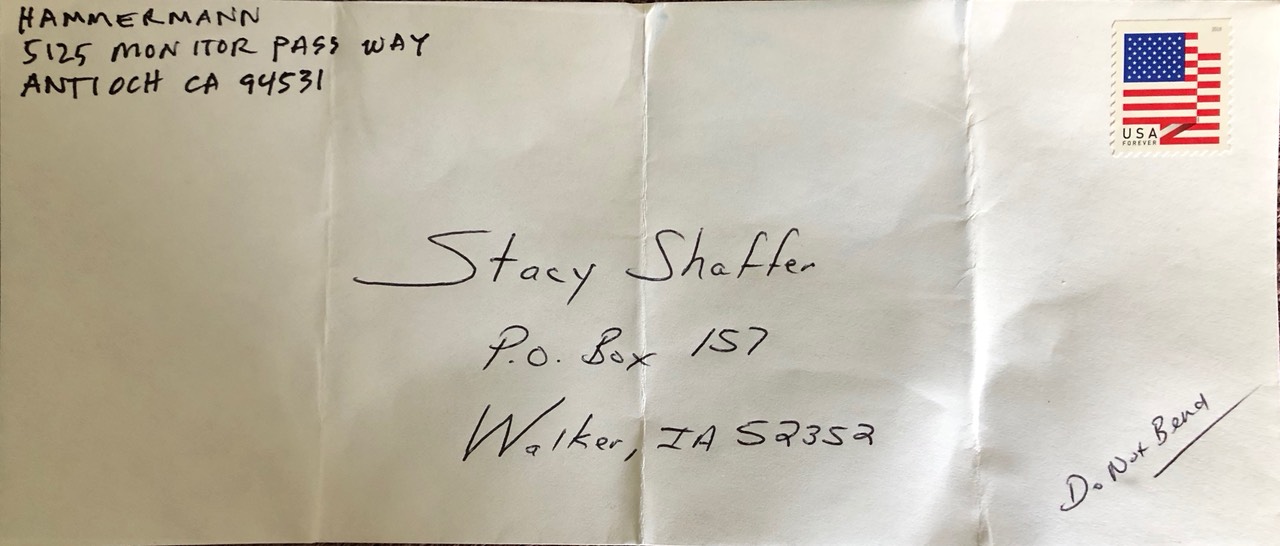 HAMMERMANN
5125 MONITOR PASS WAY
ANTIOCH CA 94531
USA
FOREVER
Stacy Shaffer
P.O. Box 157
Walker, IA 52352
Do Not Bend